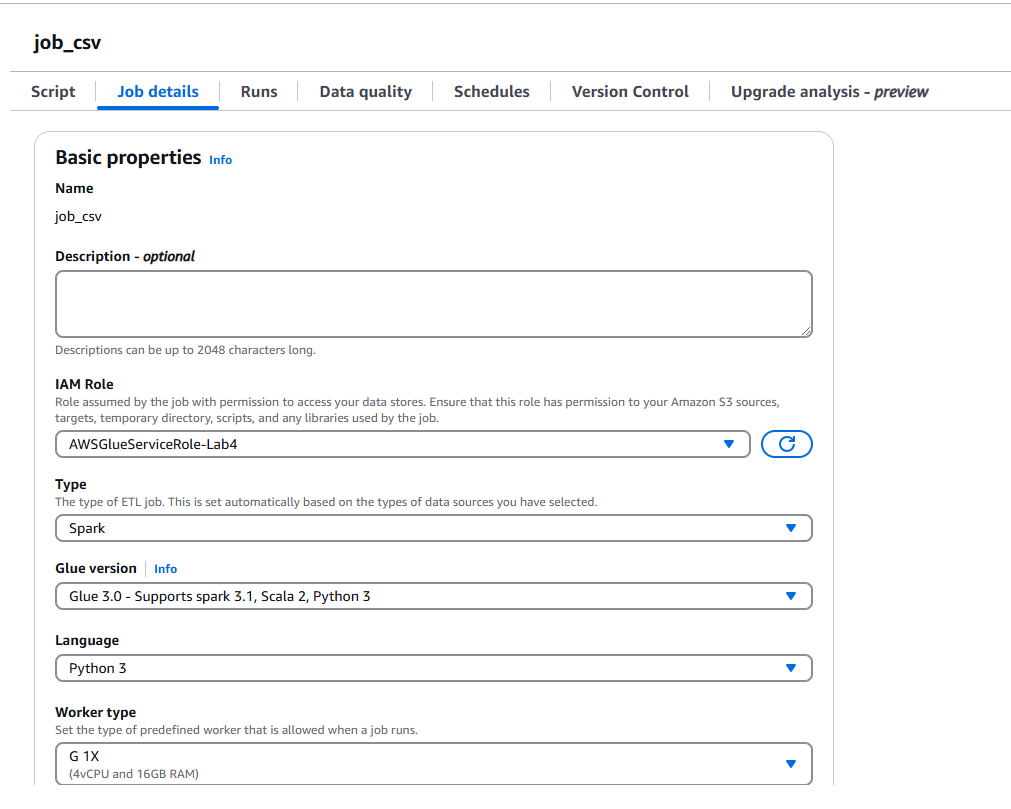 job_csv
Script
Job details
Runs
Data quality
Schedules
Version Control
Upgrade analysis - preview
Basic properties Info
Name
job_csv
Description - optional
Descriptions can be up to 2048 characters long.
IAM Role
Role assumed by the job with permission to access your data stores. Ensure that this role has permission to your Amazon S3 sources,
targets, temporary directory, scripts, and any libraries used by the job.
AWSGlueServiceRole-Lab4
Type
The type of ETL job. This is set automatically based on the types of data sources you have selected.
Spark
Glue version Info
Glue 3.0 - Supports spark 3.1, Scala 2, Python 3
Language
Python 3
Worker type
Set the type of predefined worker that is allowed when a job runs.
G 1X
(4vCPU and 16GB RAM)